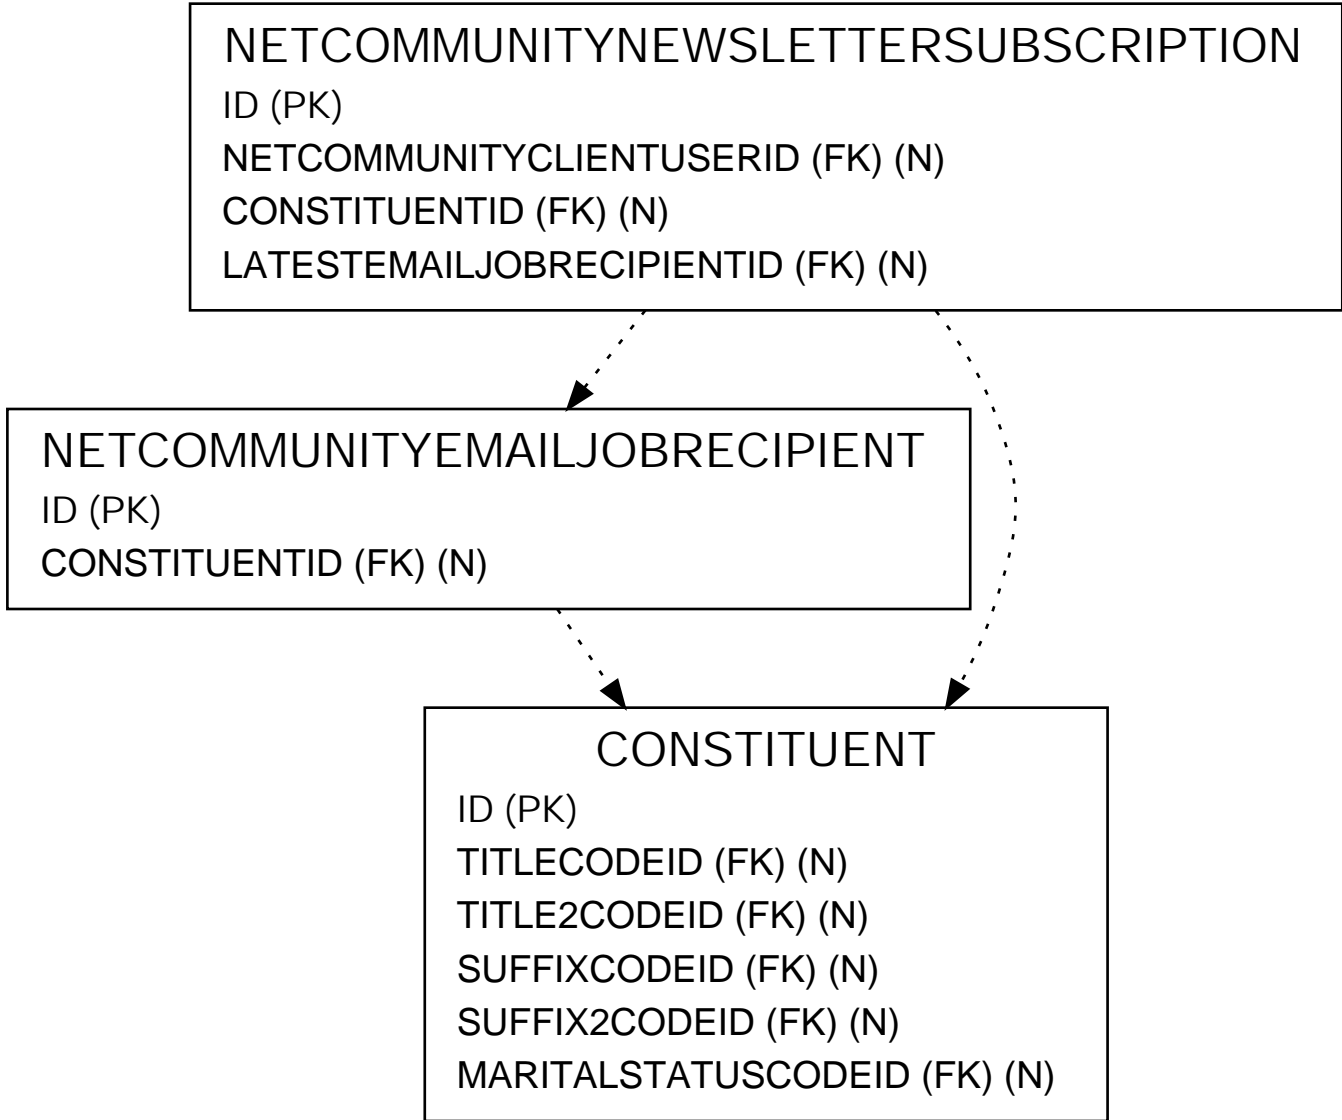 NETCOMMUNITYNEWSLETTERSUBSCRIPTION
ID (PK)
NETCOMMUNITYCLIENTUSERID (FK) (N)
CONSTITUENTID (FK) (N)
LATESTEMAILJOBRECIPIENTID (FK) (N)
NETCOMMUNITYEMAILJOBRECIPIENT
ID (PK)
CONSTITUENTID (FK) (N)
CONSTITUENT
ID (PK)
TITLECODEID (FK) (N)
TITLE2CODEID (FK) (N)
SUFFIXCODEID (FK) (N)
SUFFIX2CODEID (FK) (N)
MARITALSTATUSCODEID (FK) (N)